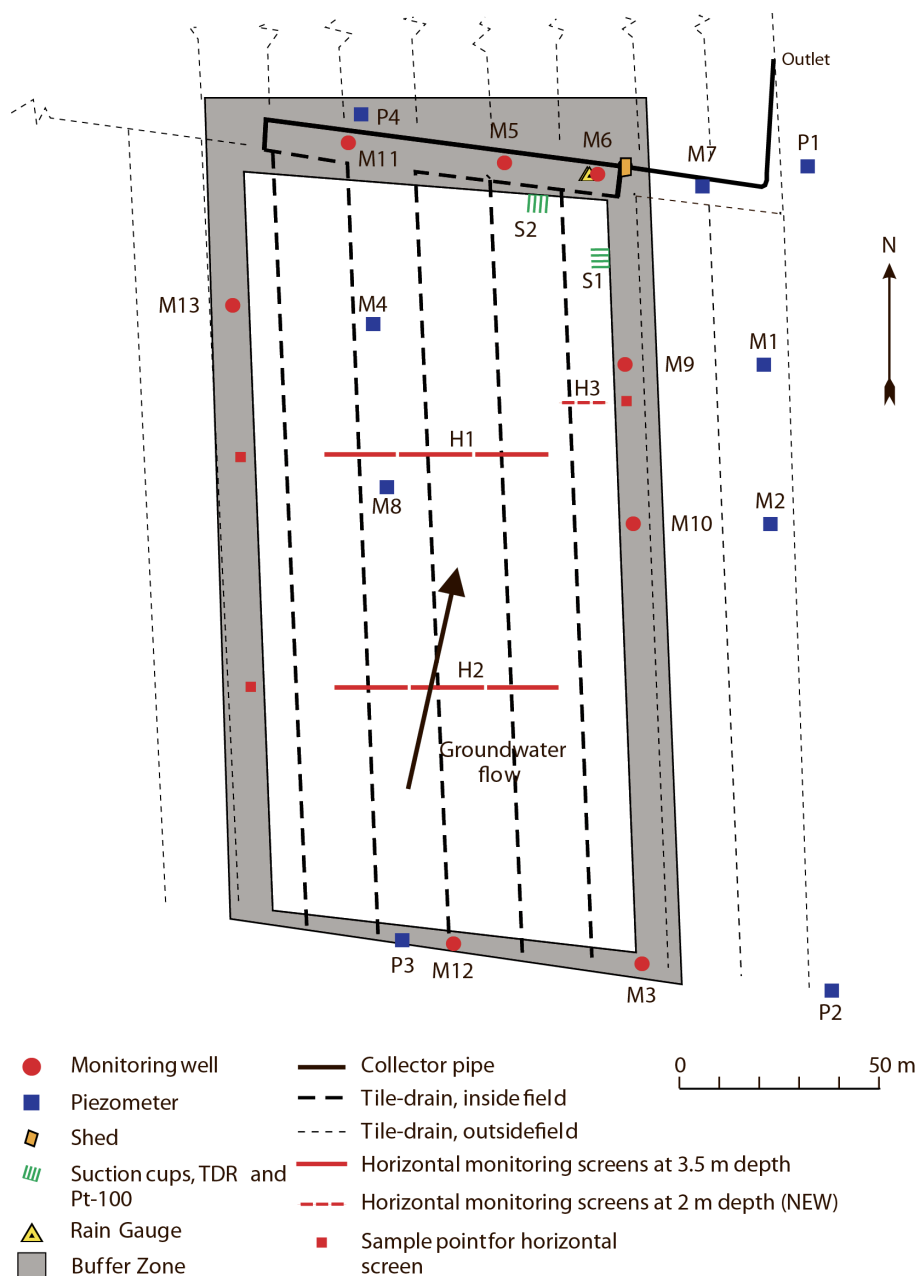 Outlet
P4
M5
M6
M7
P1
M11
S2
S1
N
M13
M4
M1
M9
H3
H1
M8
M2
M10
H2
Groundwater
flow
P3
M12
M3
P2
Monitoring well
Piezometer
Shed
Suction cups, TDR and
Pt-100
Rain Gauge
Buffer Zone
Collector pipe
Tile-drain, inside field
Tile-drain, outsidefield
Horizontal monitoring screens at 3.5 m depth
Horizontal monitoring screens at 2 m depth (NEW)
Sample point for horizontal
screen
0 50 m